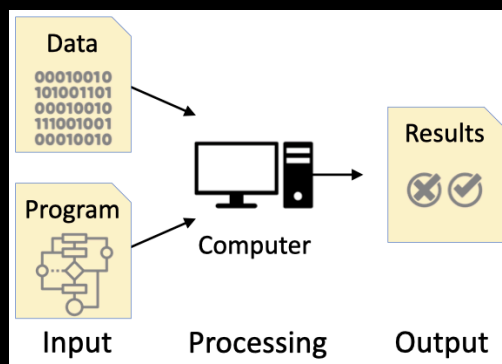 Data
00010010
101001101
00010010
111001001
00010010
Program
Computer
Results
Input Processing Output